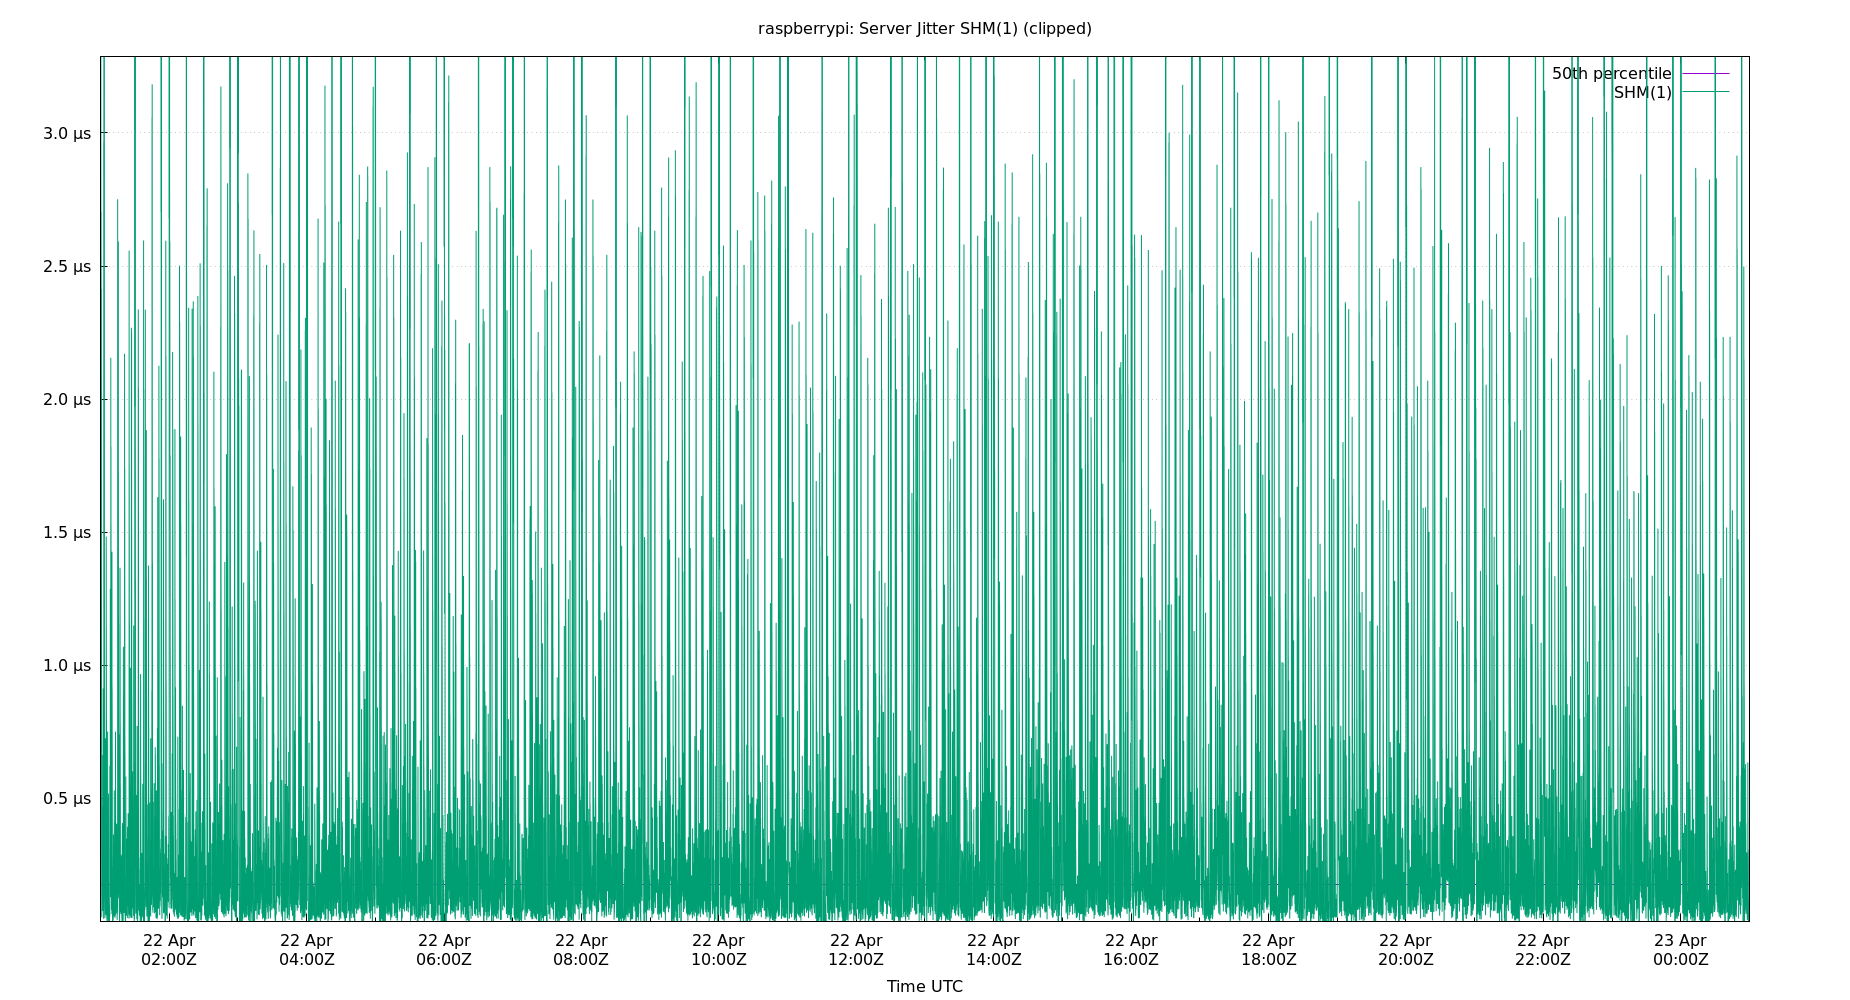 raspberrypi: Server Jitter SHM(1) (clipped)
50th percentile
SHM(1)
3.0 µs
2.5 µs
2.0 µs
1.5 µs
1.0 µs
0.5 µs
22 Apr 22 Apr 22 Apr 22 Apr 22 Apr 22 Apr 22 Apr 22 Apr 22 Apr 22 Apr 22 Apr 23 Apr
02:00Z 04:00Z 06:00Z 08:00Z 10:00Z 12:00Z 14:00Z 16:00Z 18:00Z 20:00Z 22:00Z 00:00Z
Time UTC